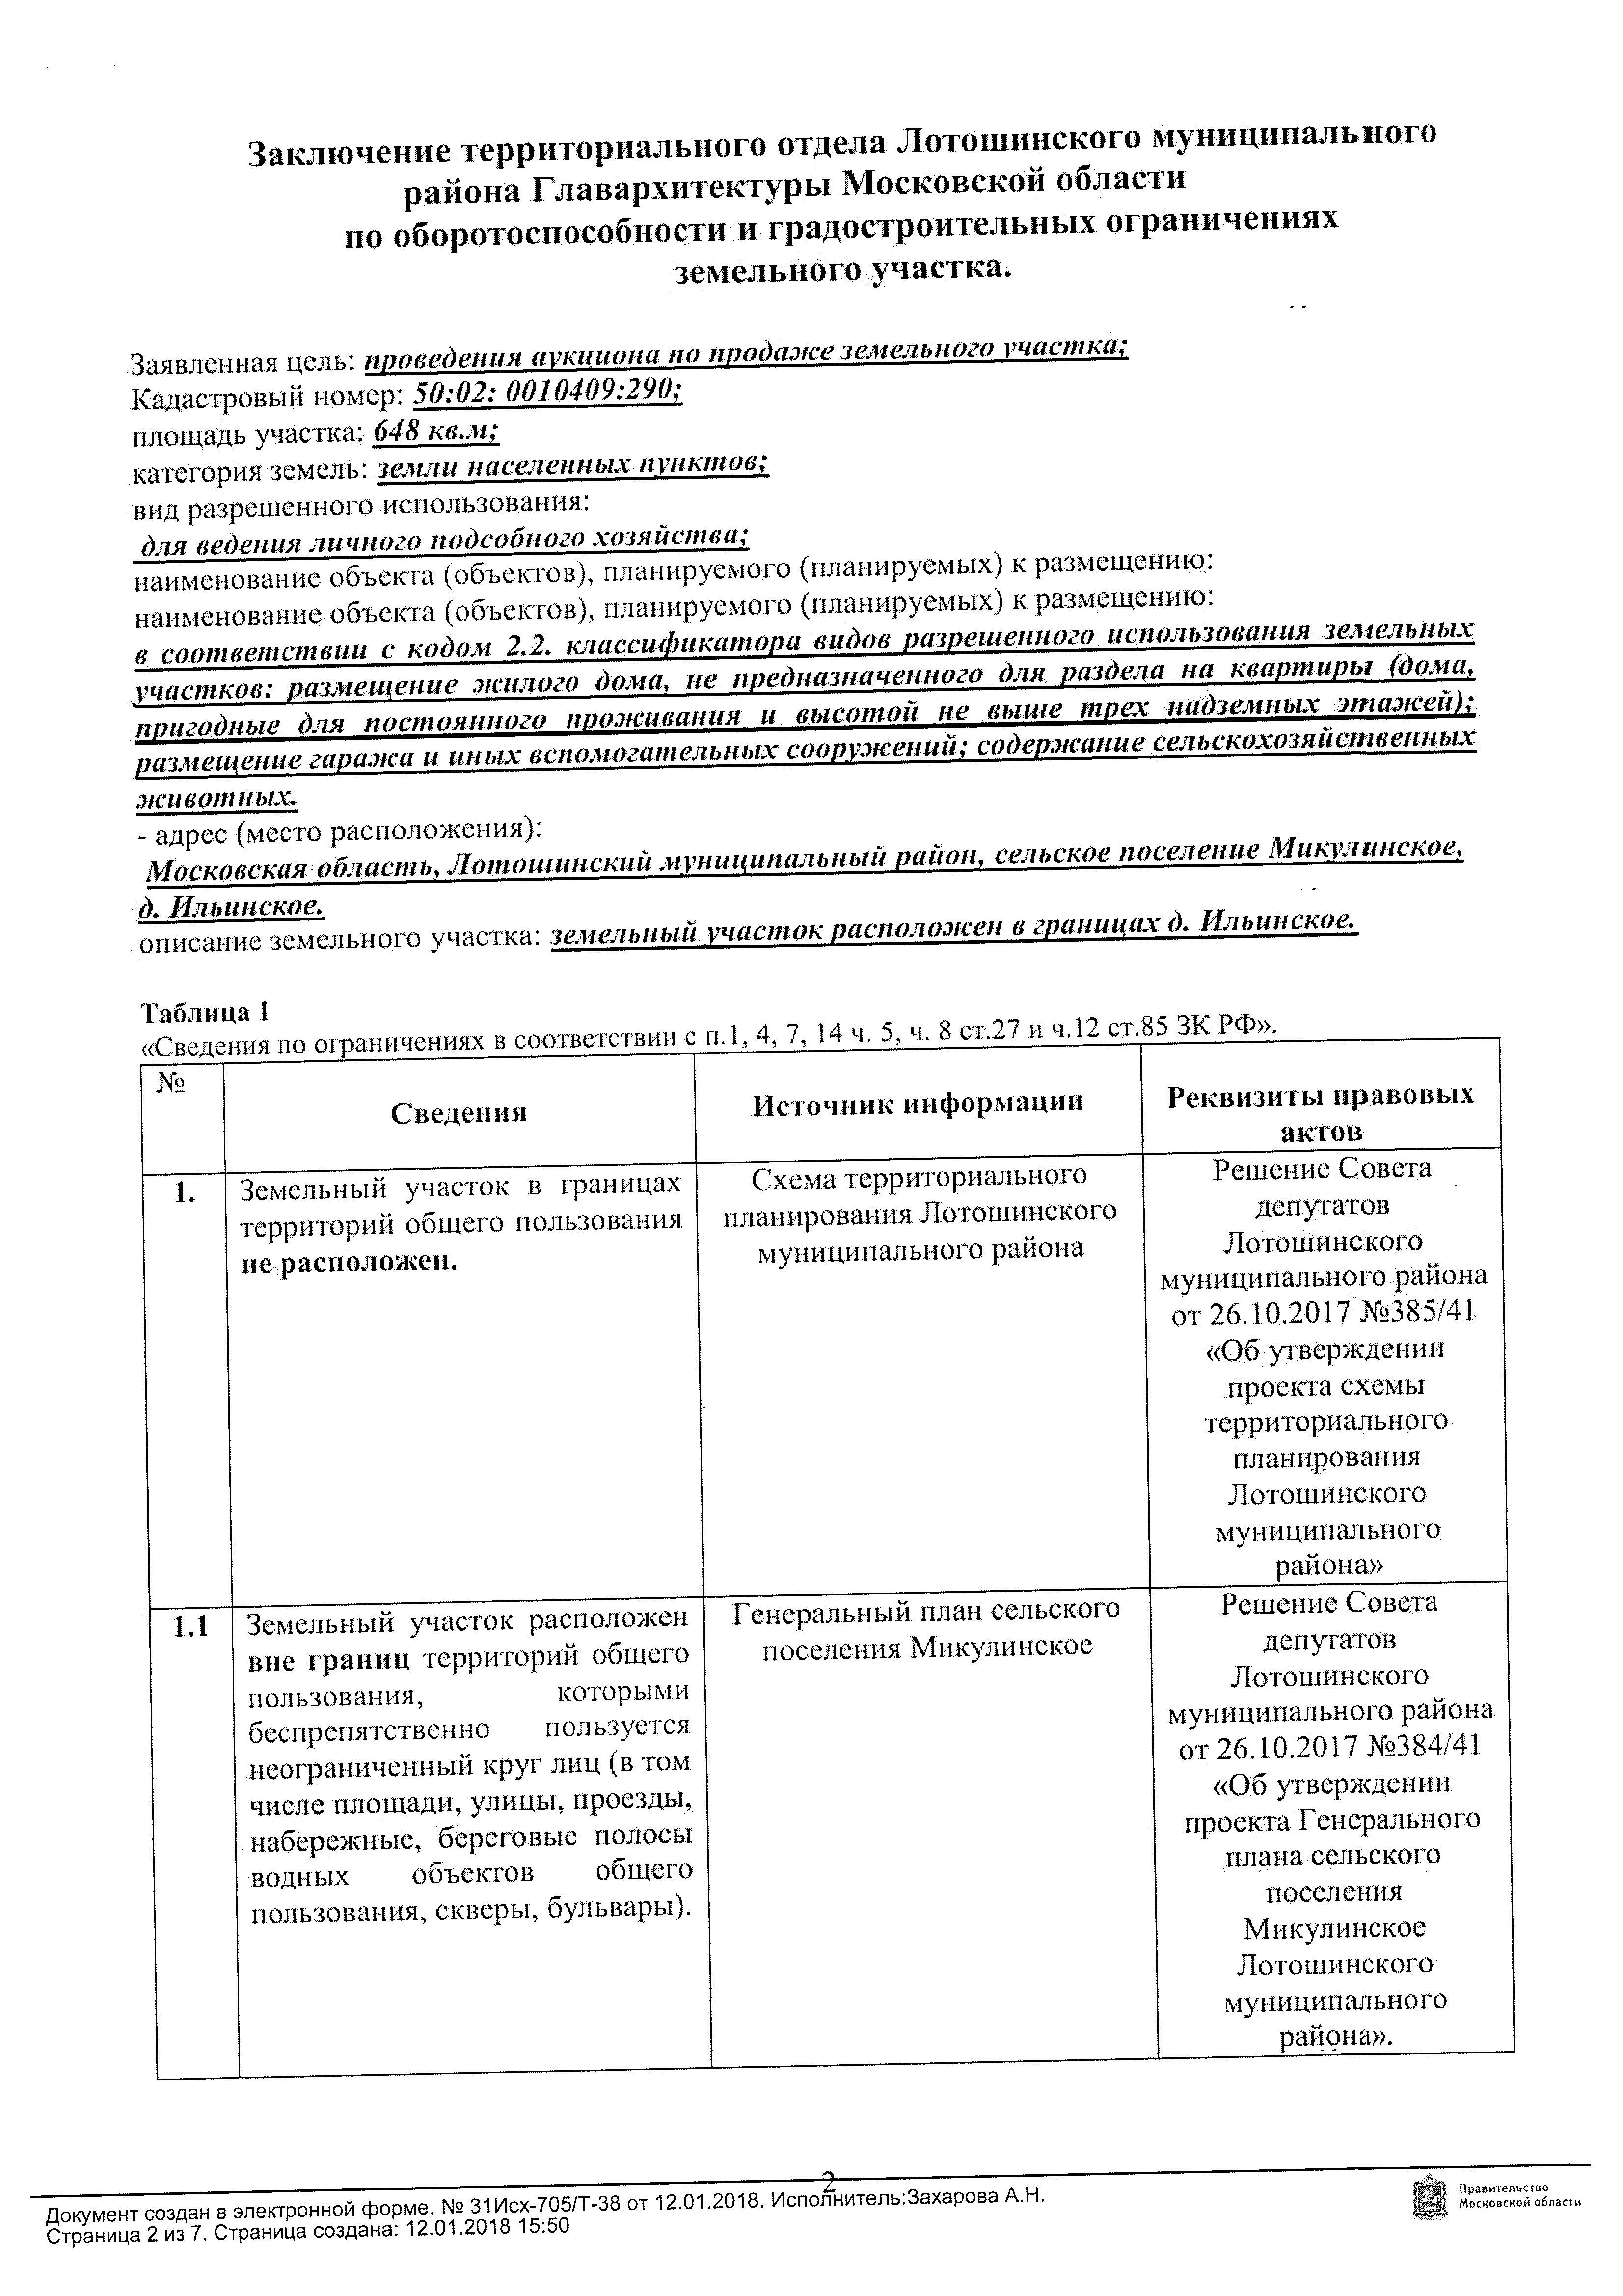 Заключение территориального отдела Лотошинского муниципального
района Главархитектуры Московской области
по оборотоспособности и градостроительных ограничениях
земельного участка.
Заявленная цель: проведения аукциона по продаже земельного участка;
Кадастровый номер: 50:02: 0010409:290;
площадь участка: 648 кв.м;
категория земель: земли населенных пунктов;
вид разрешенного использования:
для ведения личного подсобного хозяйства;
наименование объекта (объектов), планируемого (планируемых) к размещению:
наименование объекта (объектов), планируемого (планируемых) к размещению:
в соответствии с кодом 2.2. классификатора видов разрешенного использования земельных
участков: размещение жилого дома, не предназначенного для раздела на квартиры (дома,
пригодные для постоянного проживания и высотой не выше трех надземных этажей);
размещение гаража и иных вспомогательных сооружений; содержание сельскохозяйственных
животных.
- адрес (место расположения):
Московская область, Лотошинский муниципальный район, сельское поселение Микулинское,
д. Ильинское.
описание земельного участка: земельный участок расположен в границах д. Ильинское.
Таблица 1
«Сведения по ограничениях в соответствии с п.1, 4, 7, 14 ч. 5, ч. 8 ст.27 и ч.12 ст.85 ЗК РФ».
№
Сведения
Источник информации
Реквизиты правовых
актов
1.
Земельный участок в границах
территорий общего пользования
не расположен.
Схема территориального
планирования Лотошинского
муниципального района
Решение Совета
депутатов
Лотошинского
муниципального района
от 26.10.2017 №385/41
«Об утверждении
проекта схемы
территориального
планирования
Лотошинского
муниципального
района»
1.1
Земельный участок расположен
вне границ территорий общего
пользования, которыми
беспрепятственно пользуется
неограниченный круг лиц (в том
числе площади, улицы, проезды,
набережные, береговые полосы
водных объектов общего
пользования, скверы, бульвары).
Генеральный план сельского
поселения Микулинское
Решение Совета
депутатов
Лотошинского
муниципального района
от 26.10.2017 №384/41
«Об утверждении
проекта Генерального
плана сельского
поселения
Микулинское
Лотошинского
муниципального
района».
2
Документ создан в электронной форме. № 31Исх-705/Т-38 от 12.01.2018. Исполнитель:Захарова А.Н.
Страница 2 из 7. Страница создана: 12.01.2018 15:50
Правительство
Московской области